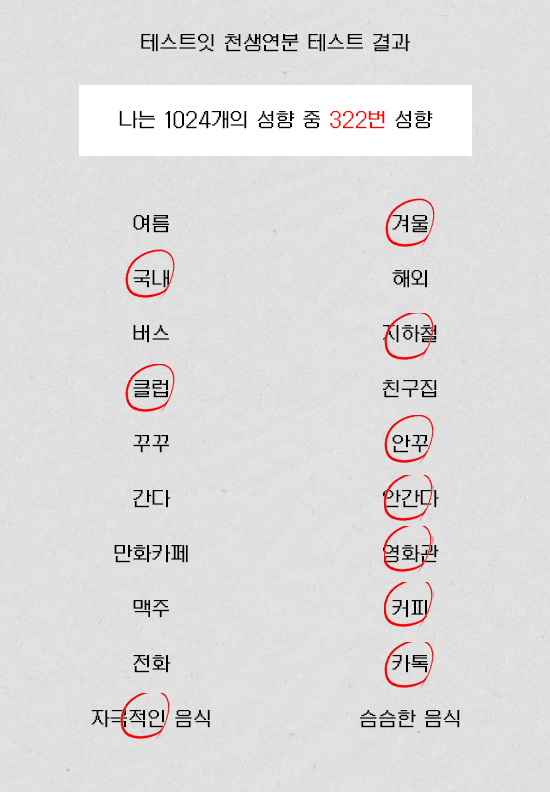 테스트잇 천생연분 테스트 결과
나는 1024개의 성향 중 322번 성향
여름 겨울
국내 해외
버스 지하철
클럽 친구집
꾸꾸 안꾸
간다 안간다
만화카페 영화관
맥주 커피
전화 카톡
자극적인 음식 슴슴한 음식